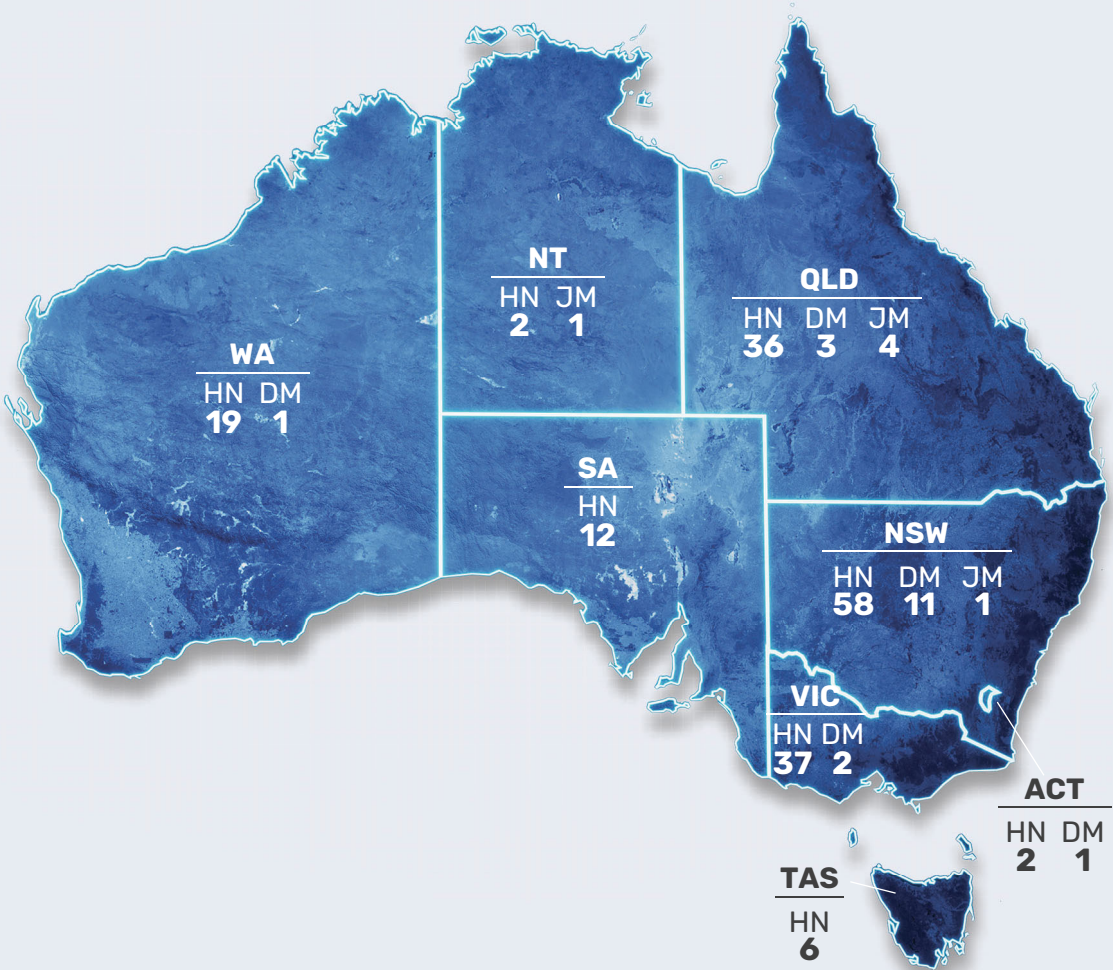 NT
HN JM
2 1
QLD
HN DM JM
36 3 4
WA
HN DM
19 1
SA
HN
12
NSW
HN DM JM
58 11 1
VIC
HN DM
37 2
ACT
HN DM
2 1
TAS
HN
6